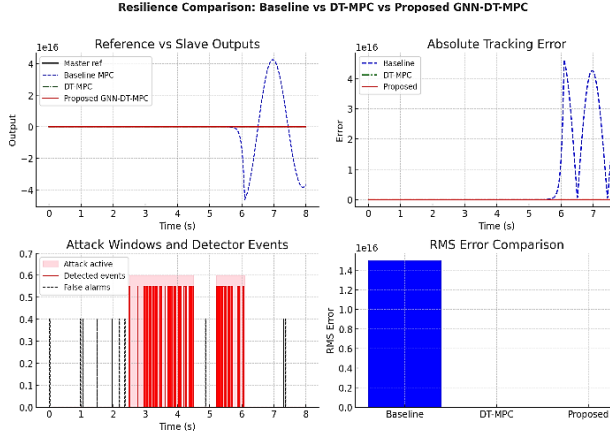 Resilience Comparison: Baseline vs DT-MPC vs Proposed GNN-DT-MPC
Reference vs Slave Outputs
1e16
4
2
0
−2
−4
Output
Master ref
Baseline MPC
DT-MPC
Proposed GNN-DT-MPC
0 1 2 3 4 5 6 7 8
Time (s)
Absolute Tracking Error
1e16
4
3
2
1
0
Error
Baseline
DT-MPC
Proposed
0 1 2 3 4 5 6 7
Time (s)
Attack Windows and Detector Events
0.7
0.6
0.5
0.4
0.3
0.2
0.1
0.0
Attack active
Detected events
False alarms
0 1 2 3 4 5 6 7 8
Time (s)
RMS Error Comparison
1e16
1.4
1.2
1.0
0.8
0.6
0.4
0.2
0.0
RMS Error
Baseline DT-MPC Proposed